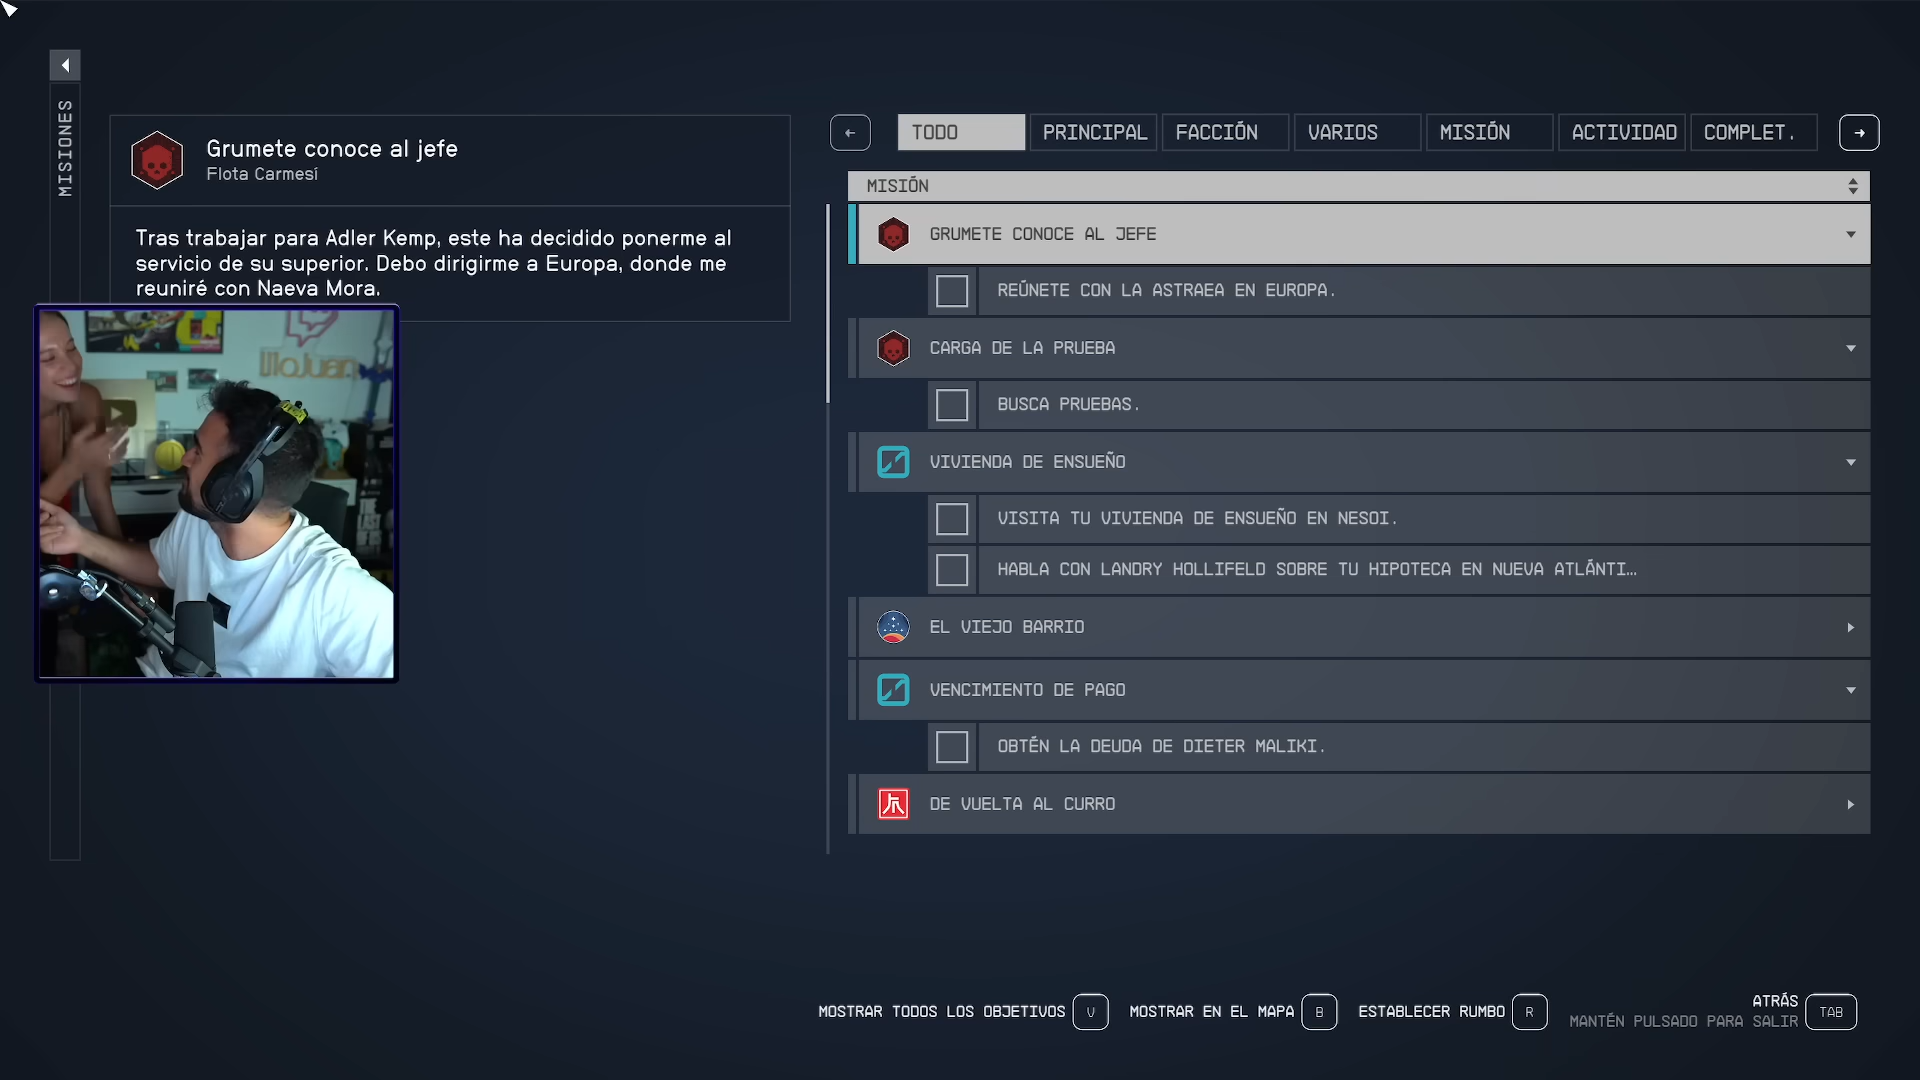 MISIONES
Grumete conoce al jefe
Flota Carmesí
Tras trabajar para Adler Kemp, este ha decidido ponerme al
servicio de su superior. Debo dirigirme a Europa, donde me
reuniré con Naeva Mora.
TODO
PRINCIPAL
FACCIÓN
VARIOS
MISIÓN
ACTIVIDAD
COMPLET.
MISIÓN
GRUMETE CONOCE AL JEFE
REÚNETE CON LA ASTRAEA EN EUROPA.
CARGA DE LA PRUEBA
BUSCA PRUEBAS.
VIVIENDA DE ENSUEÑO
VISITA TU VIVIENDA DE ENSUEÑO EN NESOI.
HABLA CON LANDRY HOLLIFELD SOBRE TU HIPOTECA EN NUEVA ATLÁNTI...
EL VIEJO BARRIO
VENCIMIENTO DE PAGO
OBTÉN LA DEUDA DE DIETER MALIKI.
DE VUELTA AL CURRO
THE
LAST
OF US
MOSTRAR TODOS LOS OBJETIVOS V
MOSTRAR EN EL MAPA B
ESTABLECER RUMBO R
ATRÁS
MANTÉN PULSADO PARA SALIR
TAB